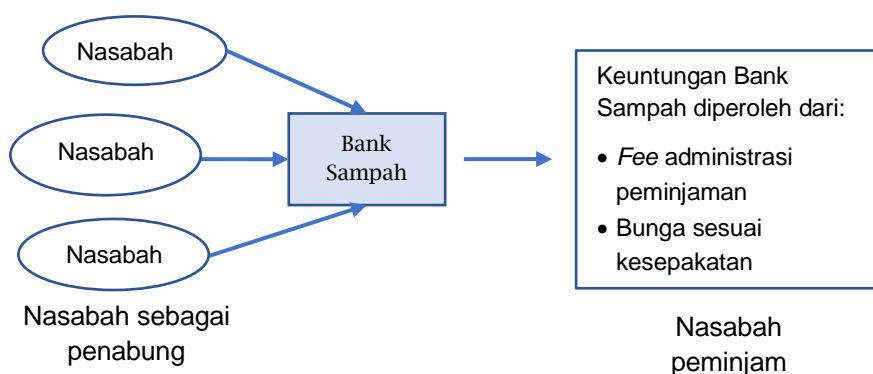 Nasabah
Nasabah
Nasabah
Nasabah sebagai
penabung
Bank
Sampah
Keuntungan Bank
Sampah diperoleh dari:
• Fee administrasi
peminjaman
• Bunga sesuai
kesepakatan
Nasabah
peminjam